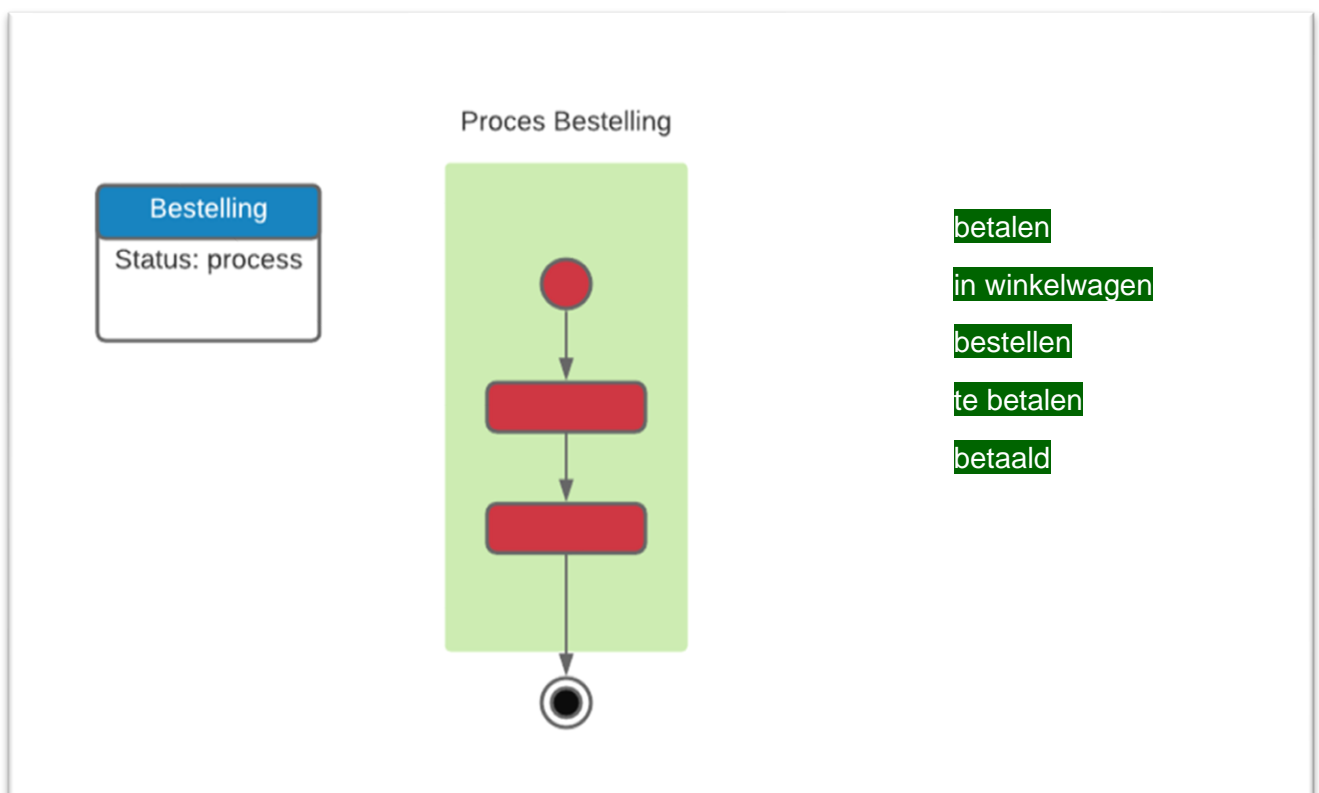 Proces Bestelling
Bestelling
Status: process
betalen
in winkelwagen
bestellen
te betalen
betaald